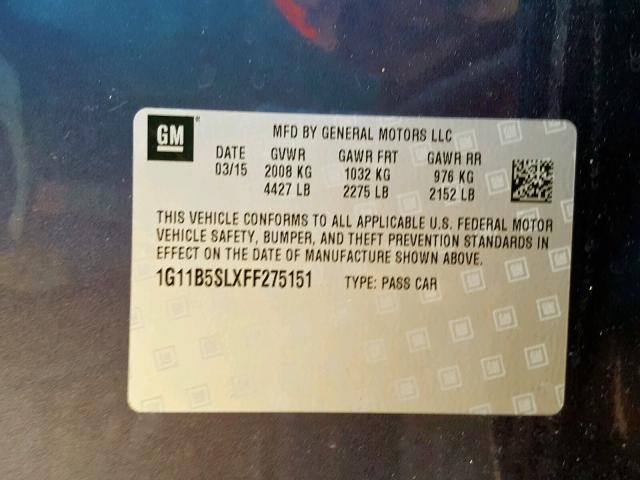 GM
MFD BY GENERAL MOTORS LLC
DATE GVWR GAWR FRT GAWR RR
03/15 2008 KG 1032 KG 976 KG
4427 LB 2275 LB 2152 LB
THIS VEHICLE CONFORMS TO ALL APPLICABLE U.S. FEDERAL MOTOR
VEHICLE SAFETY, BUMPER, AND THEFT PREVENTION STANDARDS IN
EFFECT ON THE DATE OF MANUFACTURE SHOWN ABOVE.
1G11B5SLXFF275151 TYPE: PASS CAR